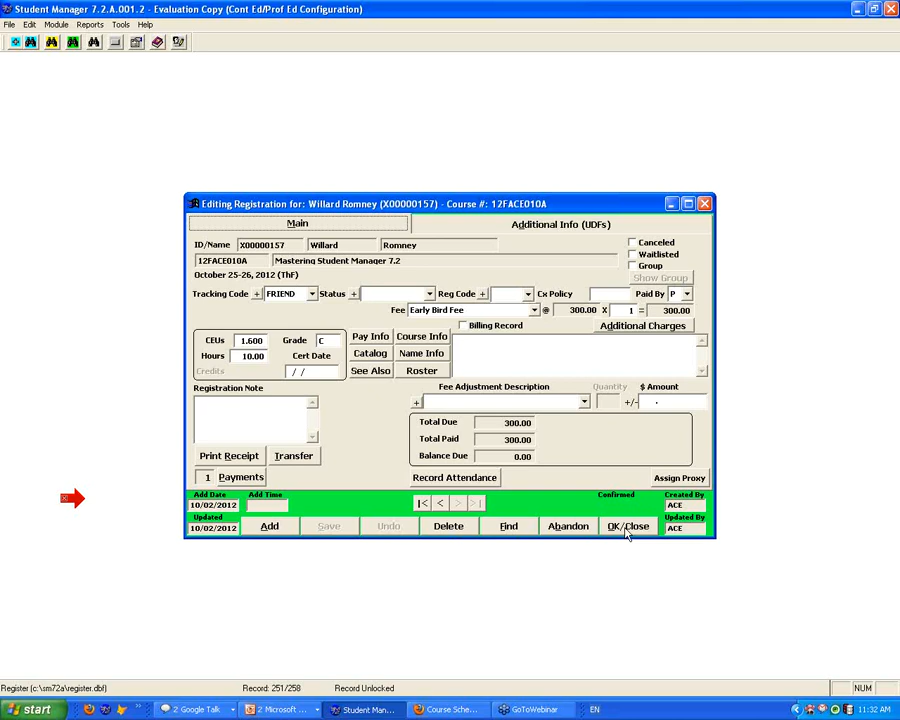 Student Manager 7.2.A.001.2 - Evaluation Copy (Cont Ed/Prof Ed Configuration)
File Edit Module Reports Tools Help
Editing Registration for: Willard Romney (X00000157) - Course #: 12FACE010A
Main Additional Info (UDFs)
ID/Name X00000157 Willard Romney Canceled
12FACE010A Mastering Student Manager 7.2 Waitlisted
Group
October 25-26, 2012 (ThF) Show Group
Tracking Code + FRIEND Status + Reg Code + Cx Policy Paid By P
Fee Early Bird Fee @ 300.00 X 1 = 300.00
Billing Record Additional Charges
CEUs 1.600 Grade C Pay Info Course Info
Hours 10.00 Cert Date Catalog Name Info
Credits / / See Also Roster
Registration Note Fee Adjustment Description Quantity $ Amount
+ +/- .
Total Due 300.00
Total Paid 300.00
Print Receipt Transfer Balance Due 0.00
1 Payments Record Attendance Assign Proxy
Add Date Add Time Confirmed Created By
10/02/2012 |< < > >| ACE
Updated Updated By
10/02/2012 Add Save Undo Delete Find Abandon OK/Close ACE
Register (c:\sm72a\register.dbf) Record: 251/258 Record Unlocked NUM
start 2 Google Talk 2 Microsoft ... Student Man... Course Sche... GoToWebinar EN 11:32 AM